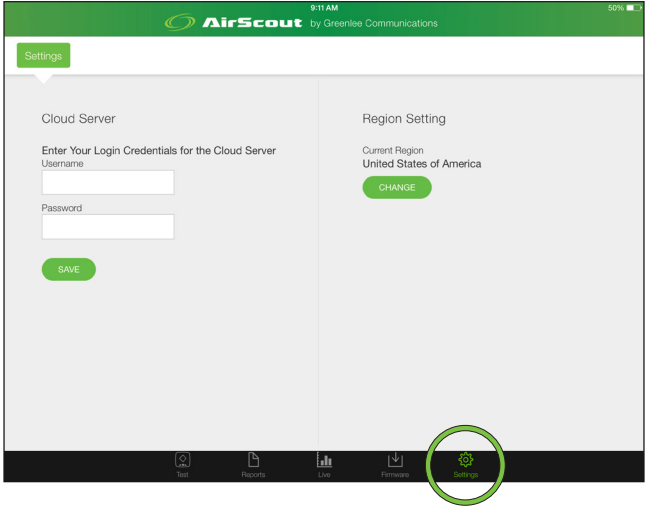 9:11 AM
50%
AirScout by Greenlee Communications
Settings
Cloud Server
Enter Your Login Credentials for the Cloud Server
Username
Password
SAVE
Region Setting
Current Region
United States of America
CHANGE
Test
Reports
Live
Firmware
Settings